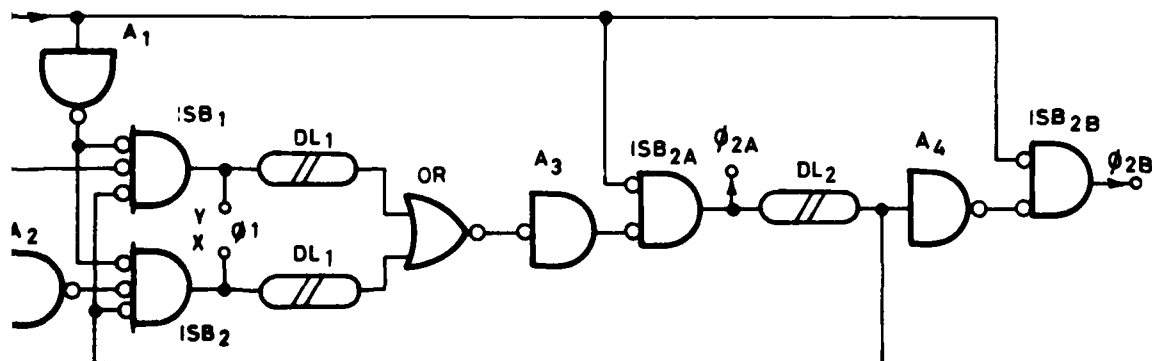 A1
ISB1
DL1
OR
A3
ISB2A
ø2A
DL2
A4
ISB2B
ø2B
Y
X
ø1
A2
DL1
ISB2